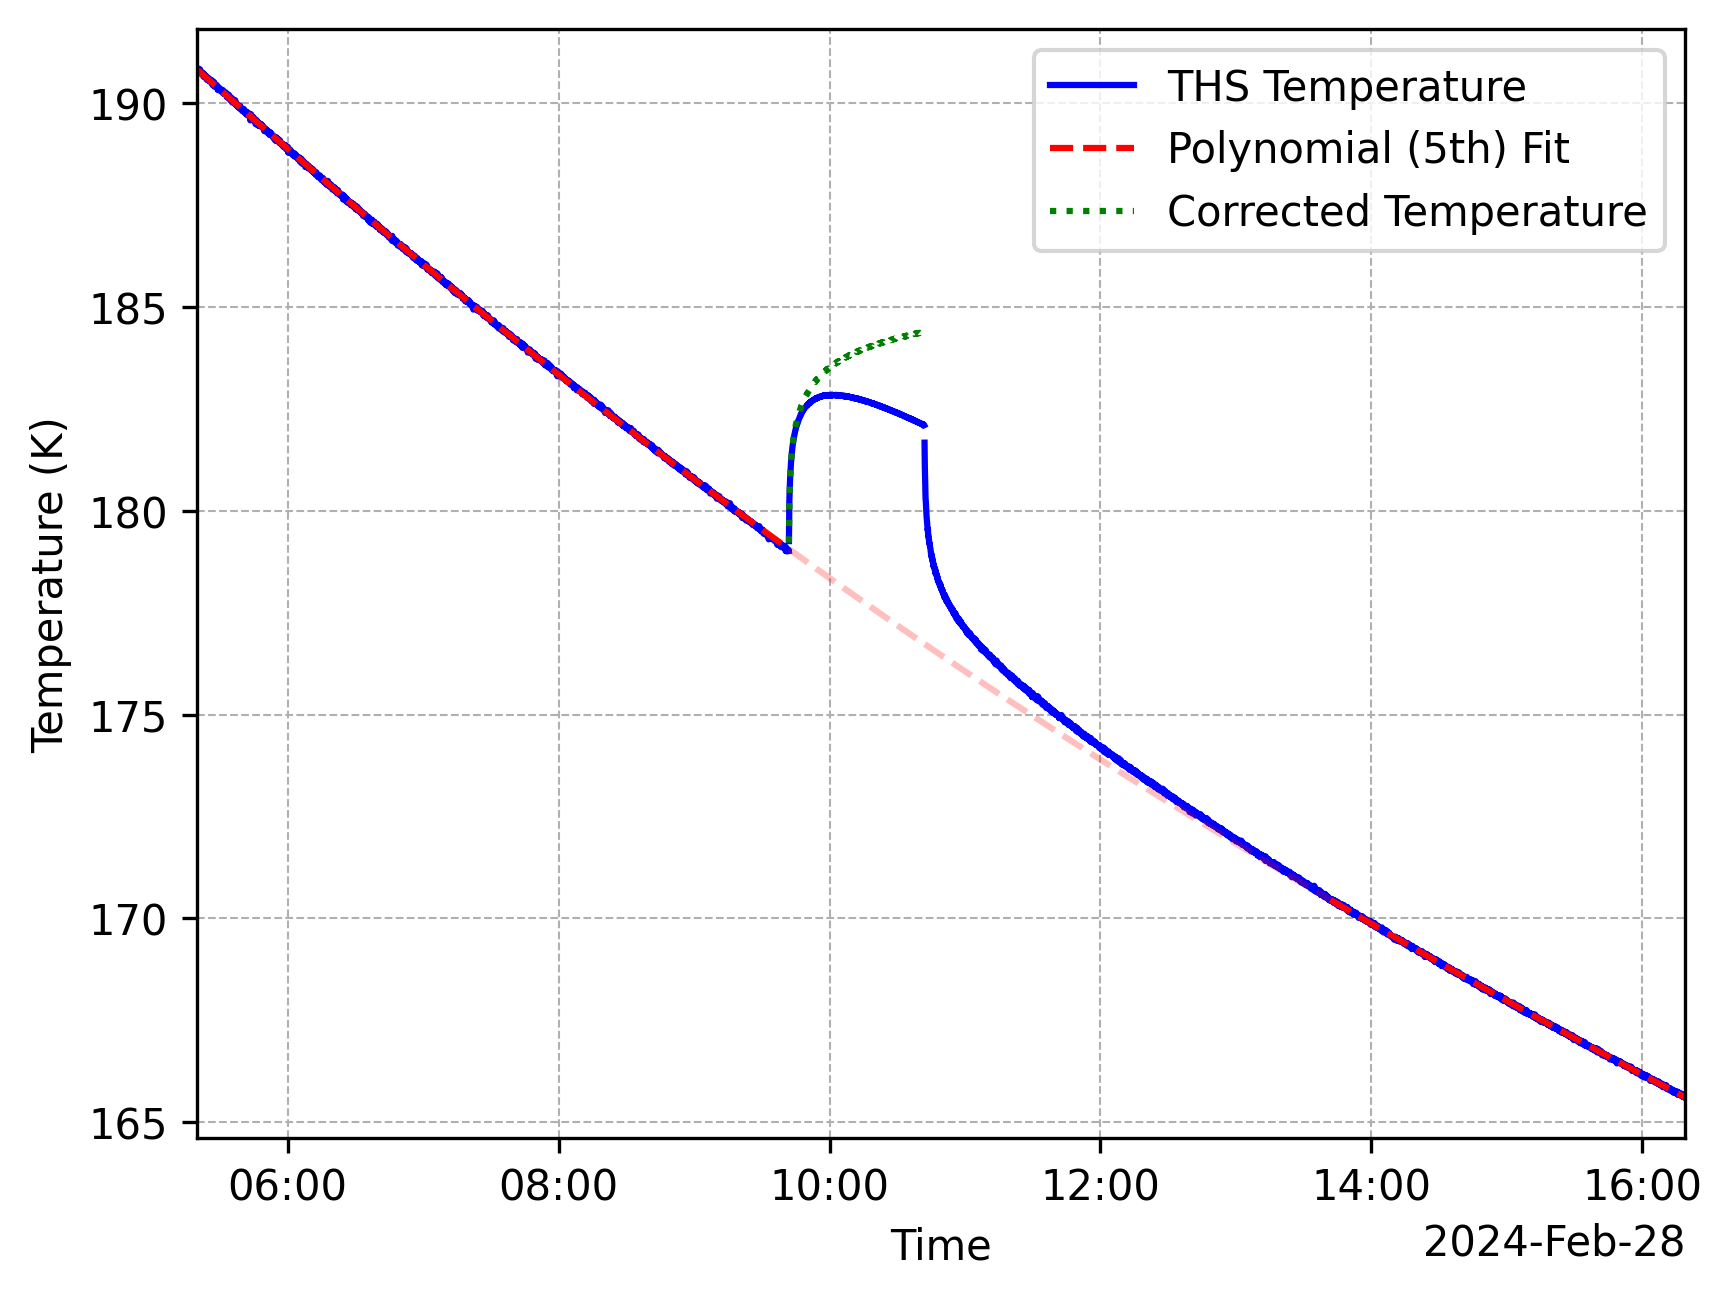 THS Temperature
Polynomial (5th) Fit
Corrected Temperature
Temperature (K)
190
185
180
175
170
165
06:00 08:00 10:00 12:00 14:00 16:00
Time
2024-Feb-28